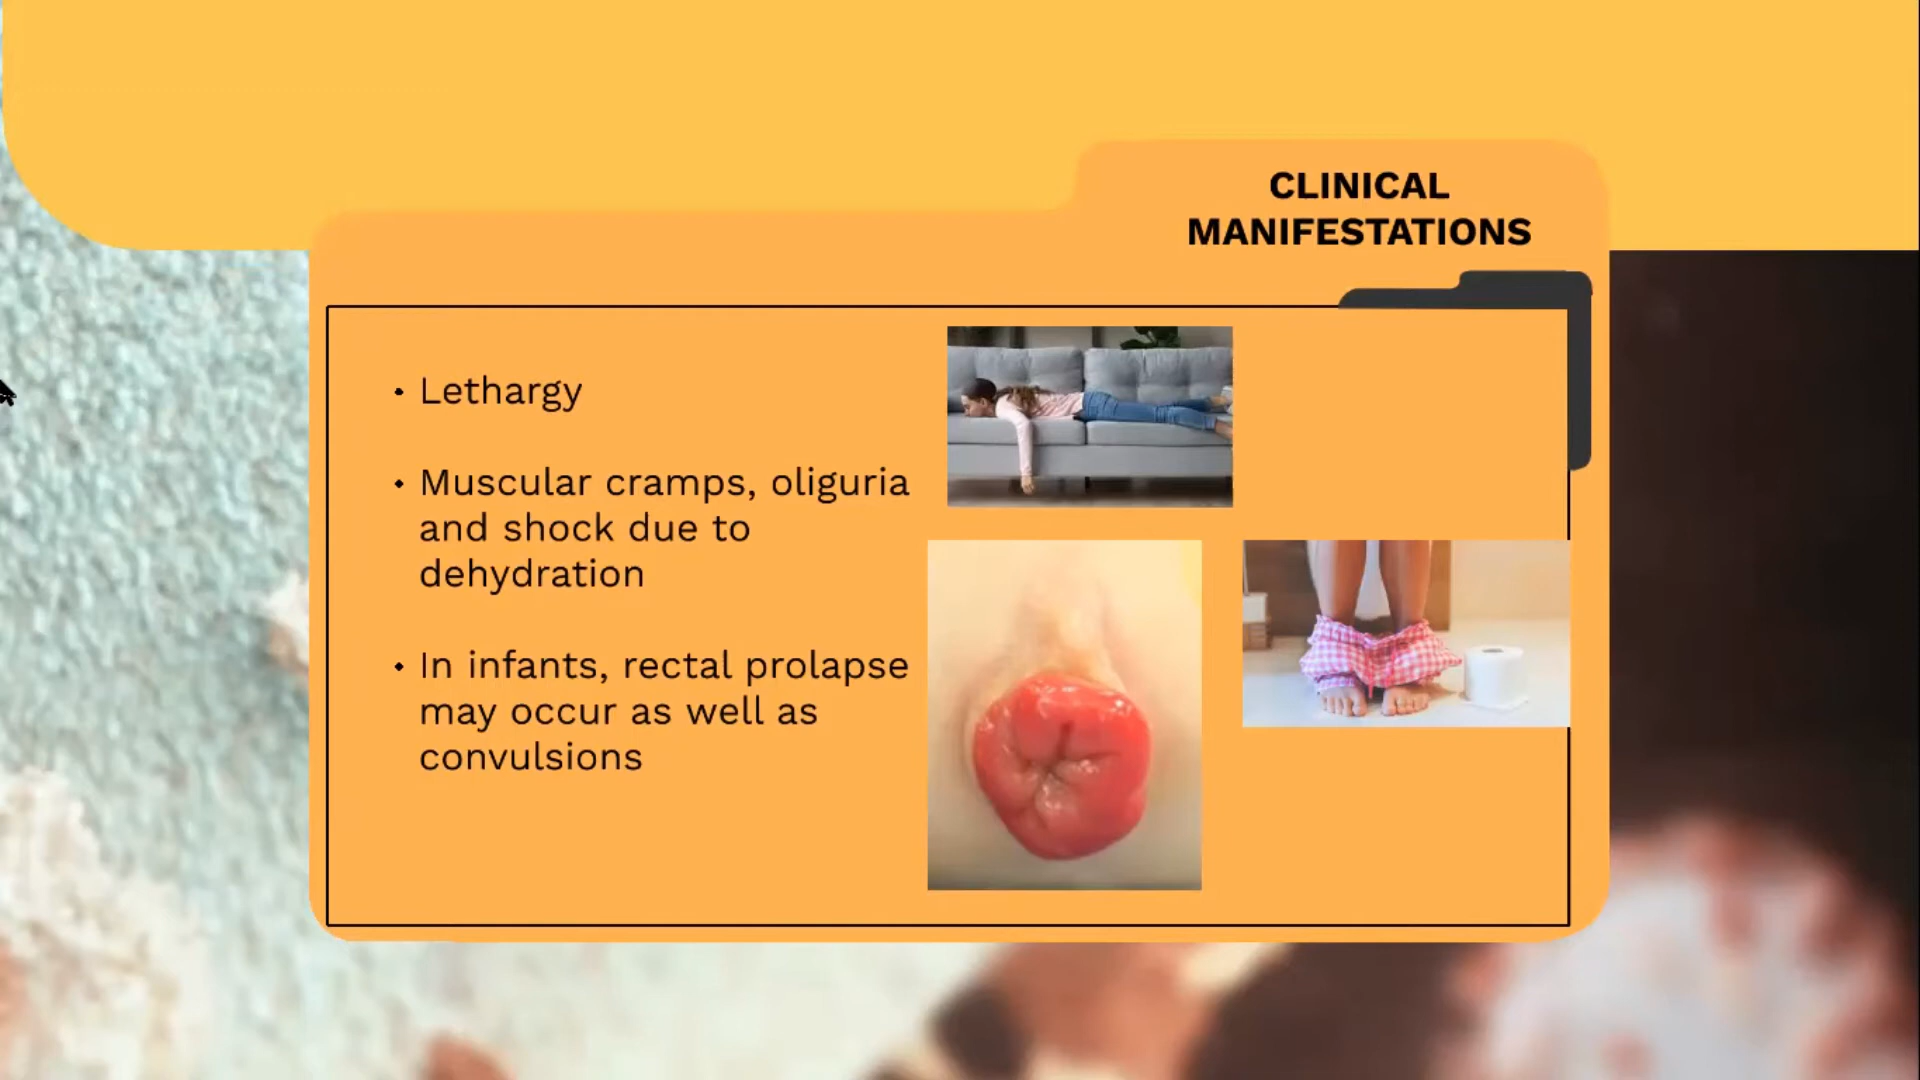 CLINICAL
MANIFESTATIONS
• Lethargy
• Muscular cramps, oliguria
and shock due to
dehydration
• In infants, rectal prolapse
may occur as well as
convulsions